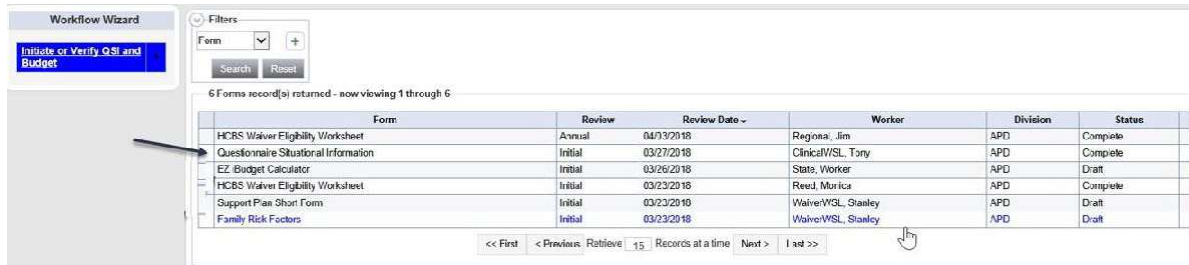 Workflow Wizard
Initiate or Verify QSI and
Budget
Filters
Form
+
Search Reset
6 Forms record(s) returned - now viewing 1 through 6
Form Review Review Date Worker Division Status
HCBS Waiver Eligibility Worksheet Annual 04/03/2018 Regional, Jim APD Complete
Questionnaire Situational Information Initial 03/27/2018 ClinicalWSL, Tony APD Complete
EZ iBudget Calculator Initial 03/26/2018 State, Worker APD Draft
HCBS Waiver Eligibility Worksheet Initial 03/23/2018 Reed, Monica APD Complete
Support Plan Short Form Initial 03/23/2018 WaiverWSL, Stanley APD Draft
Family Risk Factors Initial 03/23/2018 WaiverWSL, Stanley APD Draft
<< First < Previous Retrieve 15 Records at a time Next > Last >>